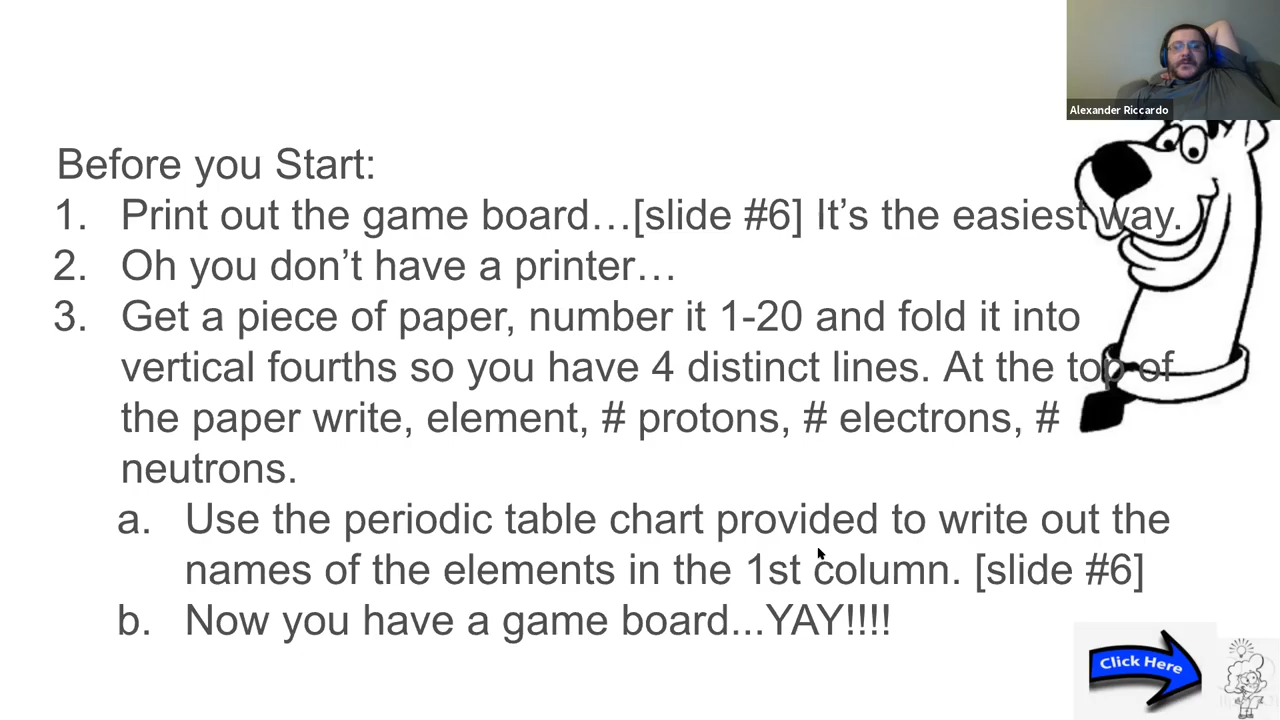 Alexander Riccardo
Before you Start:
1. Print out the game board…[slide #6] It’s the easiest way.
2. Oh you don’t have a printer…
3. Get a piece of paper, number it 1-20 and fold it into
vertical fourths so you have 4 distinct lines. At the top of
the paper write, element, # protons, # electrons, #
neutrons.
a. Use the periodic table chart provided to write out the
names of the elements in the 1st column. [slide #6]
b. Now you have a game board...YAY!!!!
Click Here